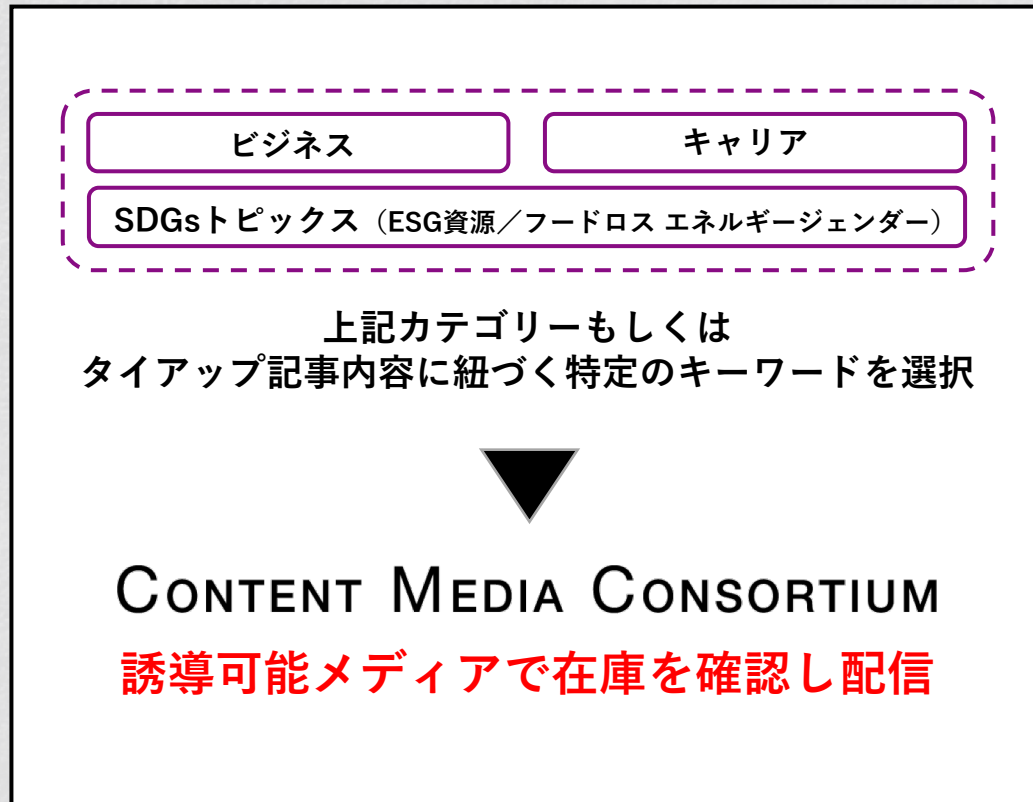 ビジネス
キャリア
SDGsトピックス（ESG資源／フードロス エネルギージェンダー）
上記カテゴリーもしくは
タイアップ記事内容に紐づく特定のキーワードを選択
CONTENT MEDIA CONSORTIUM
誘導可能メディアで在庫を確認し配信